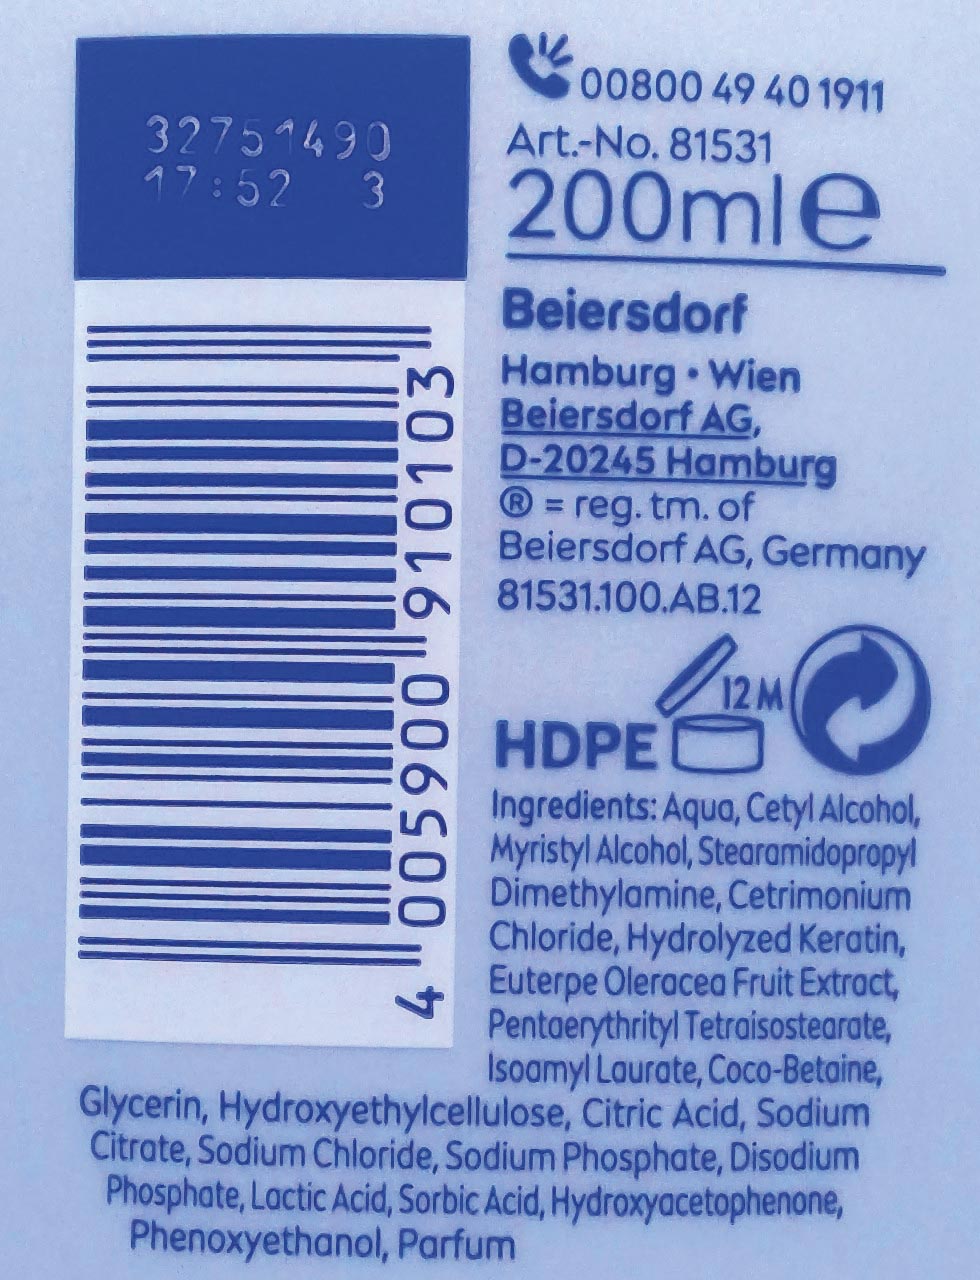 32751490
17:52 3
4 005900 910103
00800 49 40 1911
Art.-No. 81531
200ml e
Beiersdorf
Hamburg • Wien
Beiersdorf AG,
D-20245 Hamburg
® = reg. tm. of
Beiersdorf AG, Germany
81531.100.AB.12
12 M
HDPE
Ingredients: Aqua, Cetyl Alcohol,
Myristyl Alcohol, Stearamidopropyl
Dimethylamine, Cetrimonium
Chloride, Hydrolyzed Keratin,
Euterpe Oleracea Fruit Extract,
Pentaerythrityl Tetraisostearate,
Isoamyl Laurate, Coco-Betaine,
Glycerin, Hydroxyethylcellulose, Citric Acid, Sodium
Citrate, Sodium Chloride, Sodium Phosphate, Disodium
Phosphate, Lactic Acid, Sorbic Acid, Hydroxyacetophenone,
Phenoxyethanol, Parfum